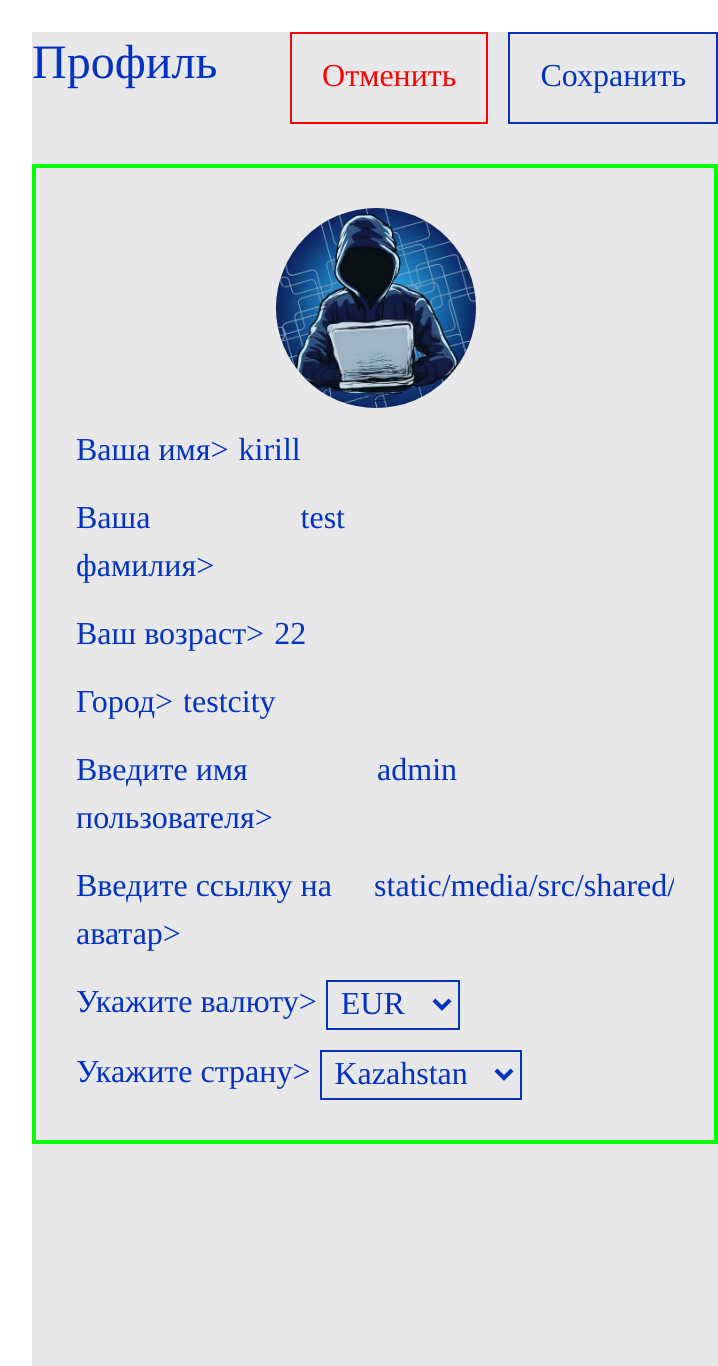 Профиль Отменить Сохранить
Ваша имя> kirill
Ваша test
фамилия>
Ваш возраст> 22
Город> testcity
Введите имя admin
пользователя>
Введите ссылку на static/media/src/shared/
аватар>
Укажите валюту> EUR
Укажите страну> Kazahstan